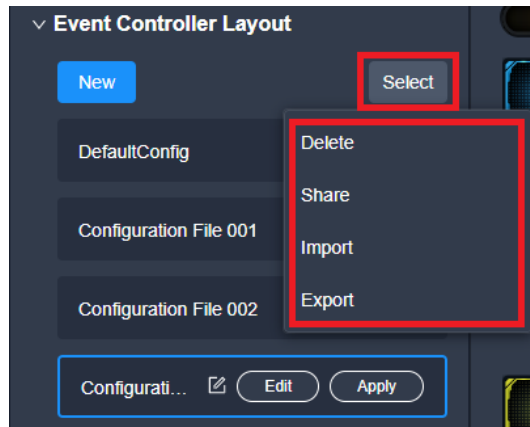 Event Controller Layout
New
Select
DefaultConfig
Delete
Share
Configuration File 001
Import
Configuration File 002
Export
Configurati...
Edit
Apply